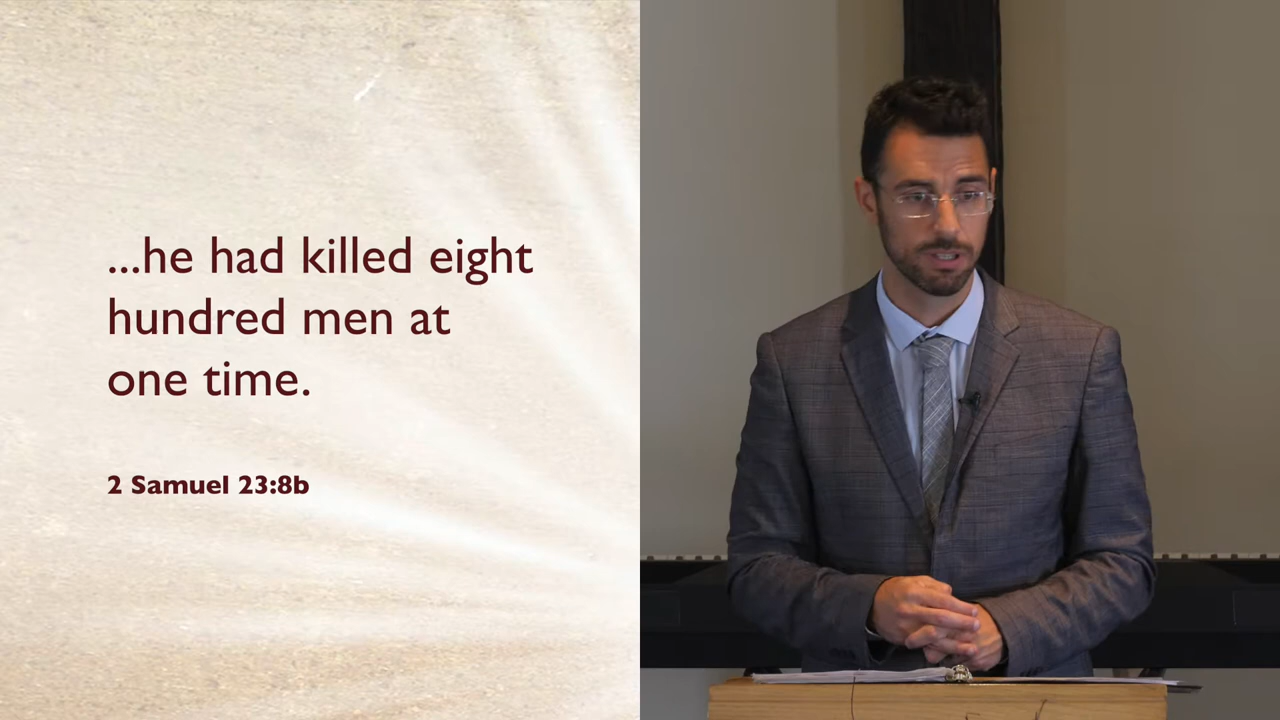 ...he had killed eight
hundred men at
one time.
2 Samuel 23:8b